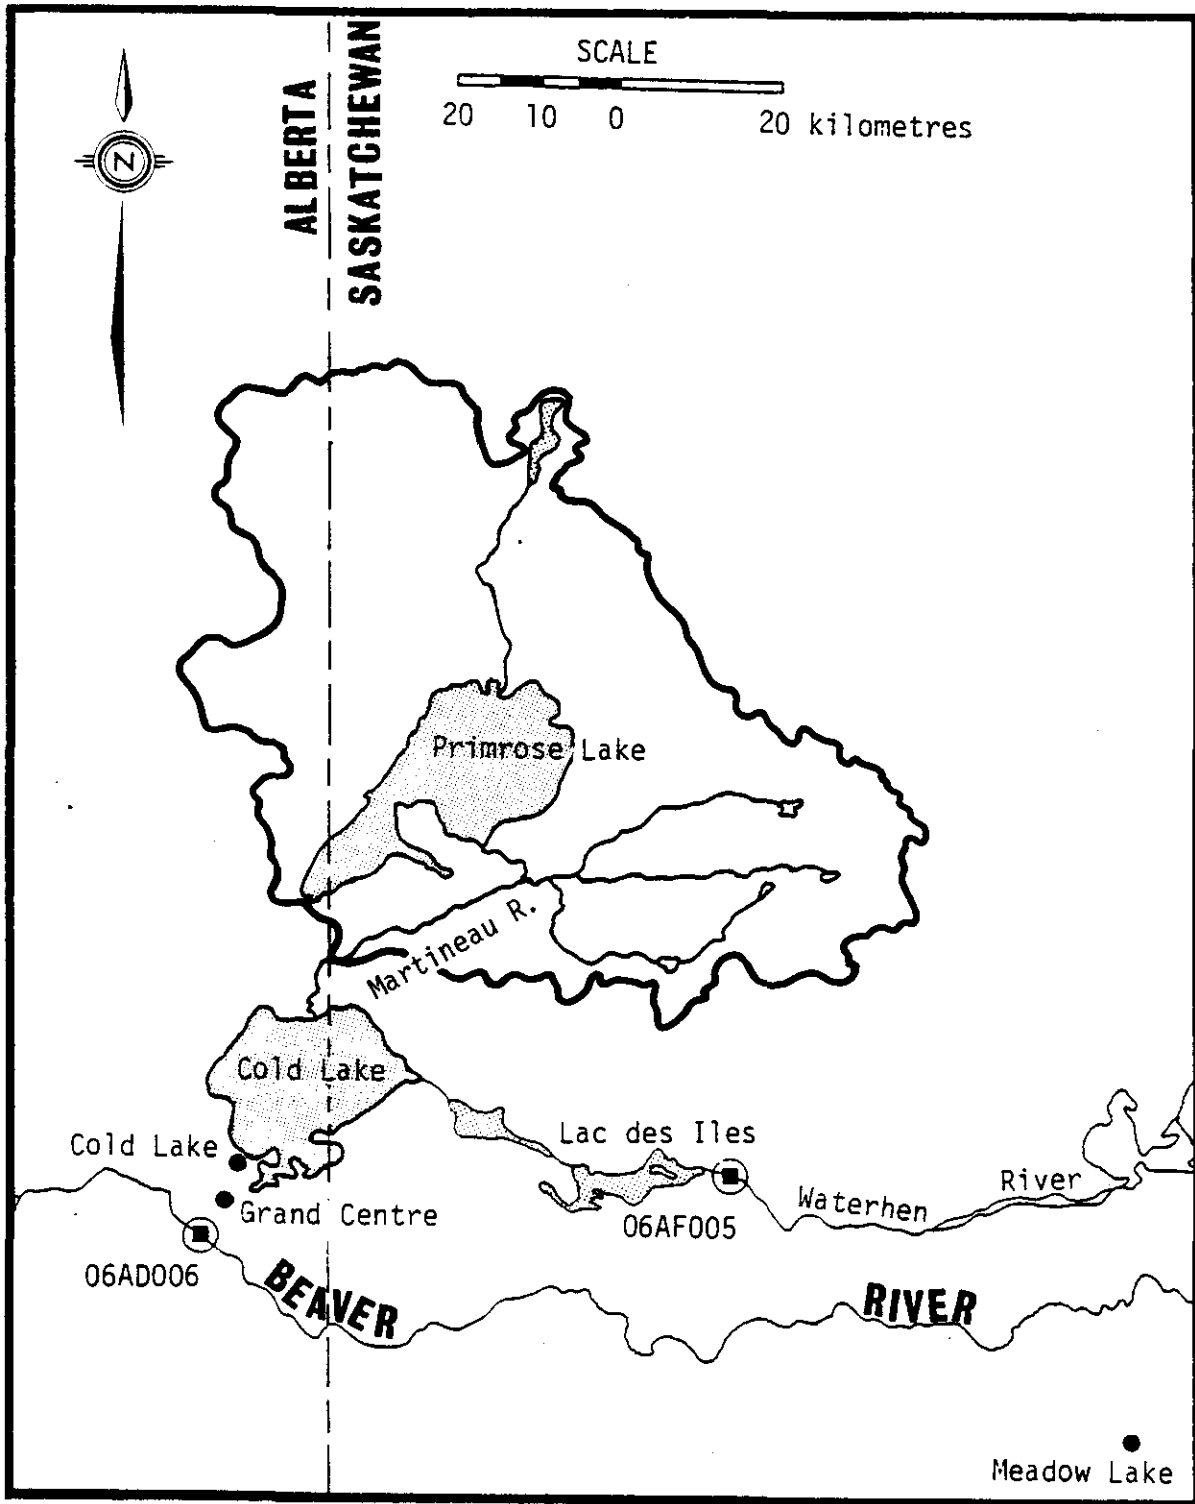 SCALE
20 10 0 20 kilometres
N
ALBERTA
SASKATCHEWAN
Primrose Lake
Martineau R.
Cold Lake
Lac des Iles
Cold Lake
River
Waterhen
Grand Centre
06AF005
06AD006
BEAVER
RIVER
Meadow Lake